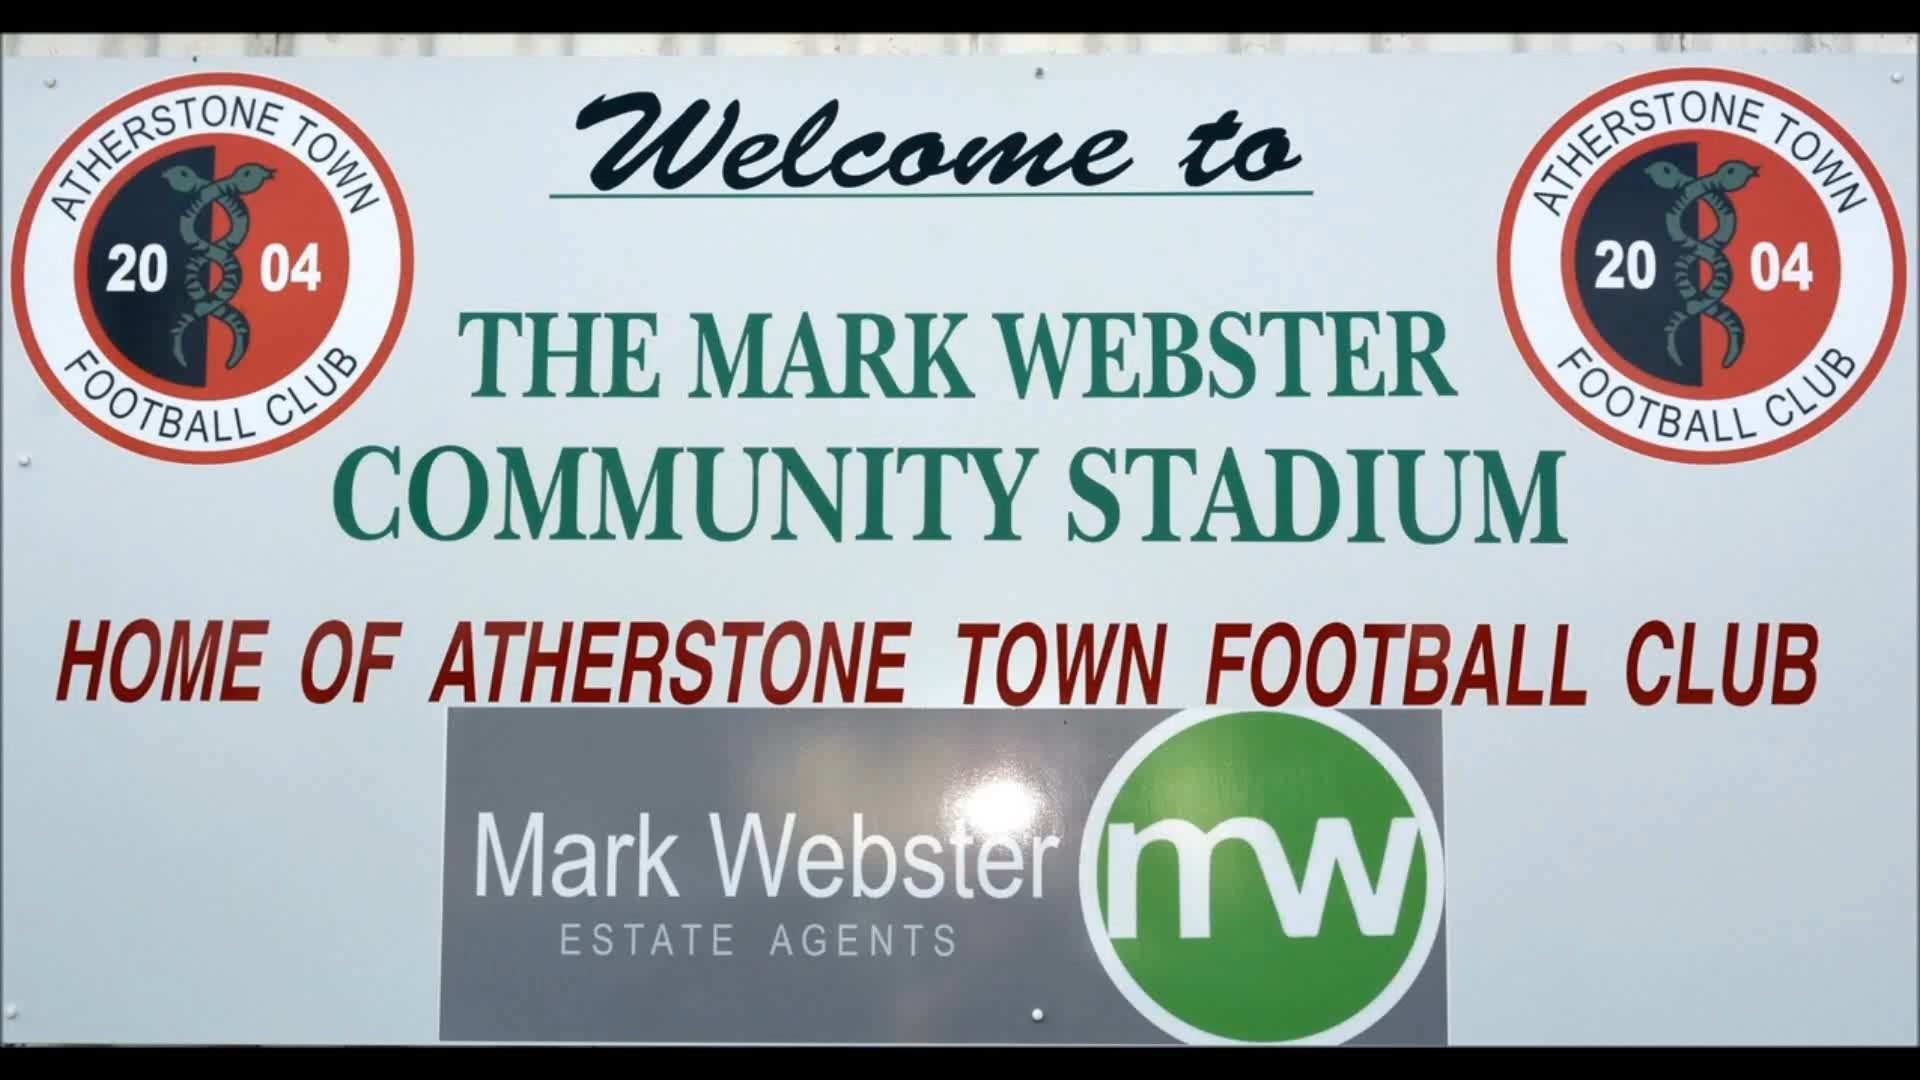 ATHERSTONE TOWN
20 04
FOOTBALL CLUB
Welcome to
ATHERSTONE TOWN
20 04
FOOTBALL CLUB
THE MARK WEBSTER
COMMUNITY STADIUM
HOME OF ATHERSTONE TOWN FOOTBALL CLUB
Mark Webster
ESTATE AGENTS
mw